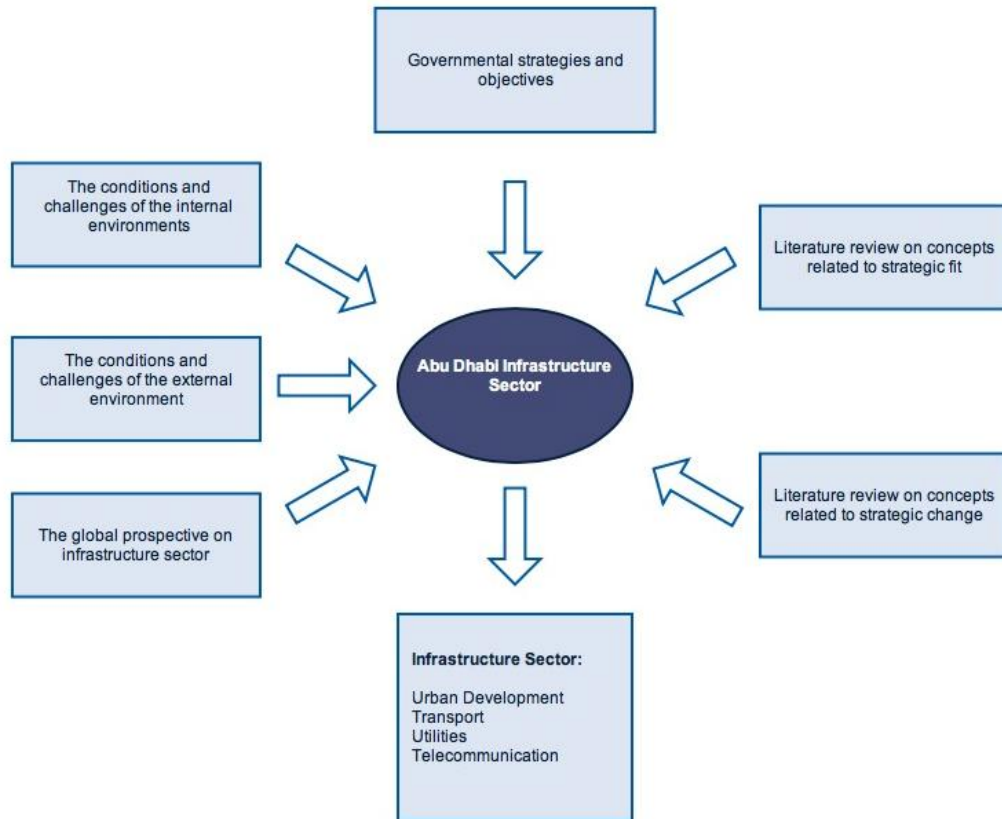 Governmental strategies and
objectives
The conditions and
challenges of the internal
environments
Literature review on concepts
related to strategic fit
The conditions and
challenges of the external
environment
Abu Dhabi Infrastructure
Sector
The global prospective on
infrastructure sector
Literature review on concepts
related to strategic change
Infrastructure Sector:
Urban Development
Transport
Utilities
Telecommunication